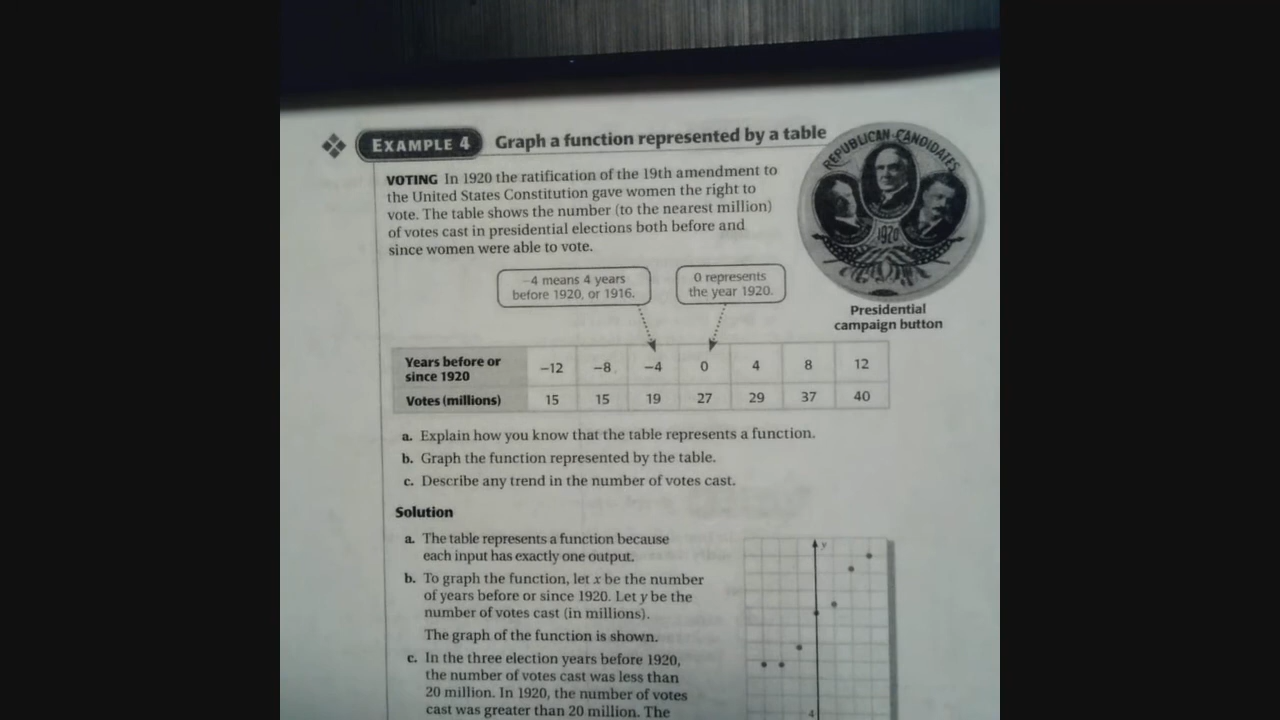 EXAMPLE 4 Graph a function represented by a table
VOTING In 1920 the ratification of the 19th amendment to
the United States Constitution gave women the right to
vote. The table shows the number (to the nearest million)
of votes cast in presidential elections both before and
since women were able to vote.
REPUBLICAN CANDIDATES
1920
Presidential
campaign button
−4 means 4 years
before 1920, or 1916.
0 represents
the year 1920.
Years before or
since 1920
−12 −8 −4 0 4 8 12
Votes (millions) 15 15 19 27 29 37 40
a. Explain how you know that the table represents a function.
b. Graph the function represented by the table.
c. Describe any trend in the number of votes cast.
Solution
a. The table represents a function because
each input has exactly one output.
b. To graph the function, let x be the number
of years before or since 1920. Let y be the
number of votes cast (in millions).
The graph of the function is shown.
c. In the three election years before 1920,
the number of votes cast was less than
20 million. In 1920, the number of votes
cast was greater than 20 million. The
y
4